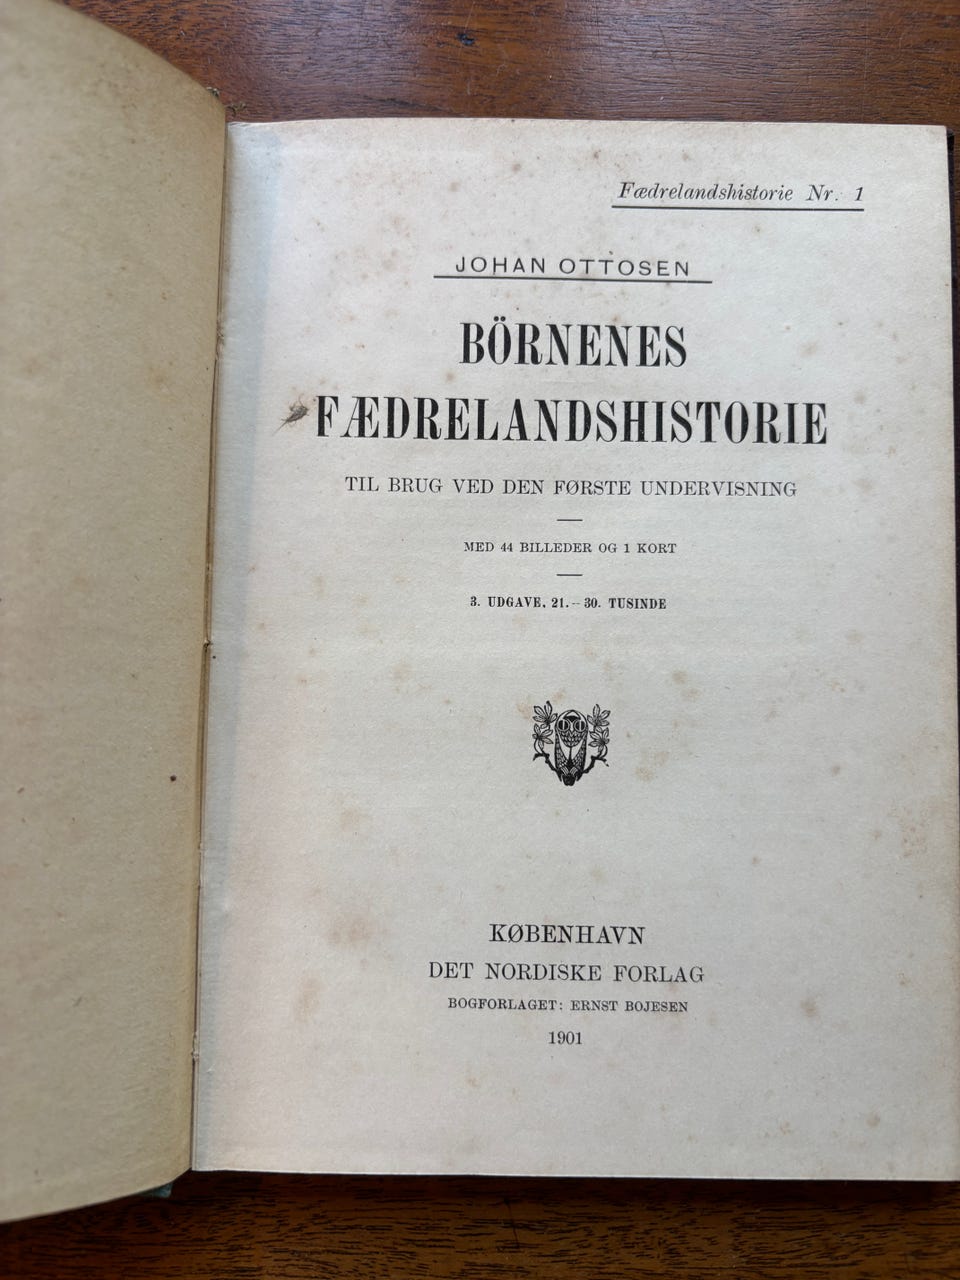 Fædrelandshistorie Nr. 1
JOHAN OTTOSEN
BÖRNENES
FÆDRELANDSHISTORIE
TIL BRUG VED DEN FØRSTE UNDERVISNING
MED 44 BILLEDER OG 1 KORT
3. UDGAVE, 21.–30. TUSINDE
KØBENHAVN
DET NORDISKE FORLAG
BOGFORLAGET: ERNST BOJESEN
1901